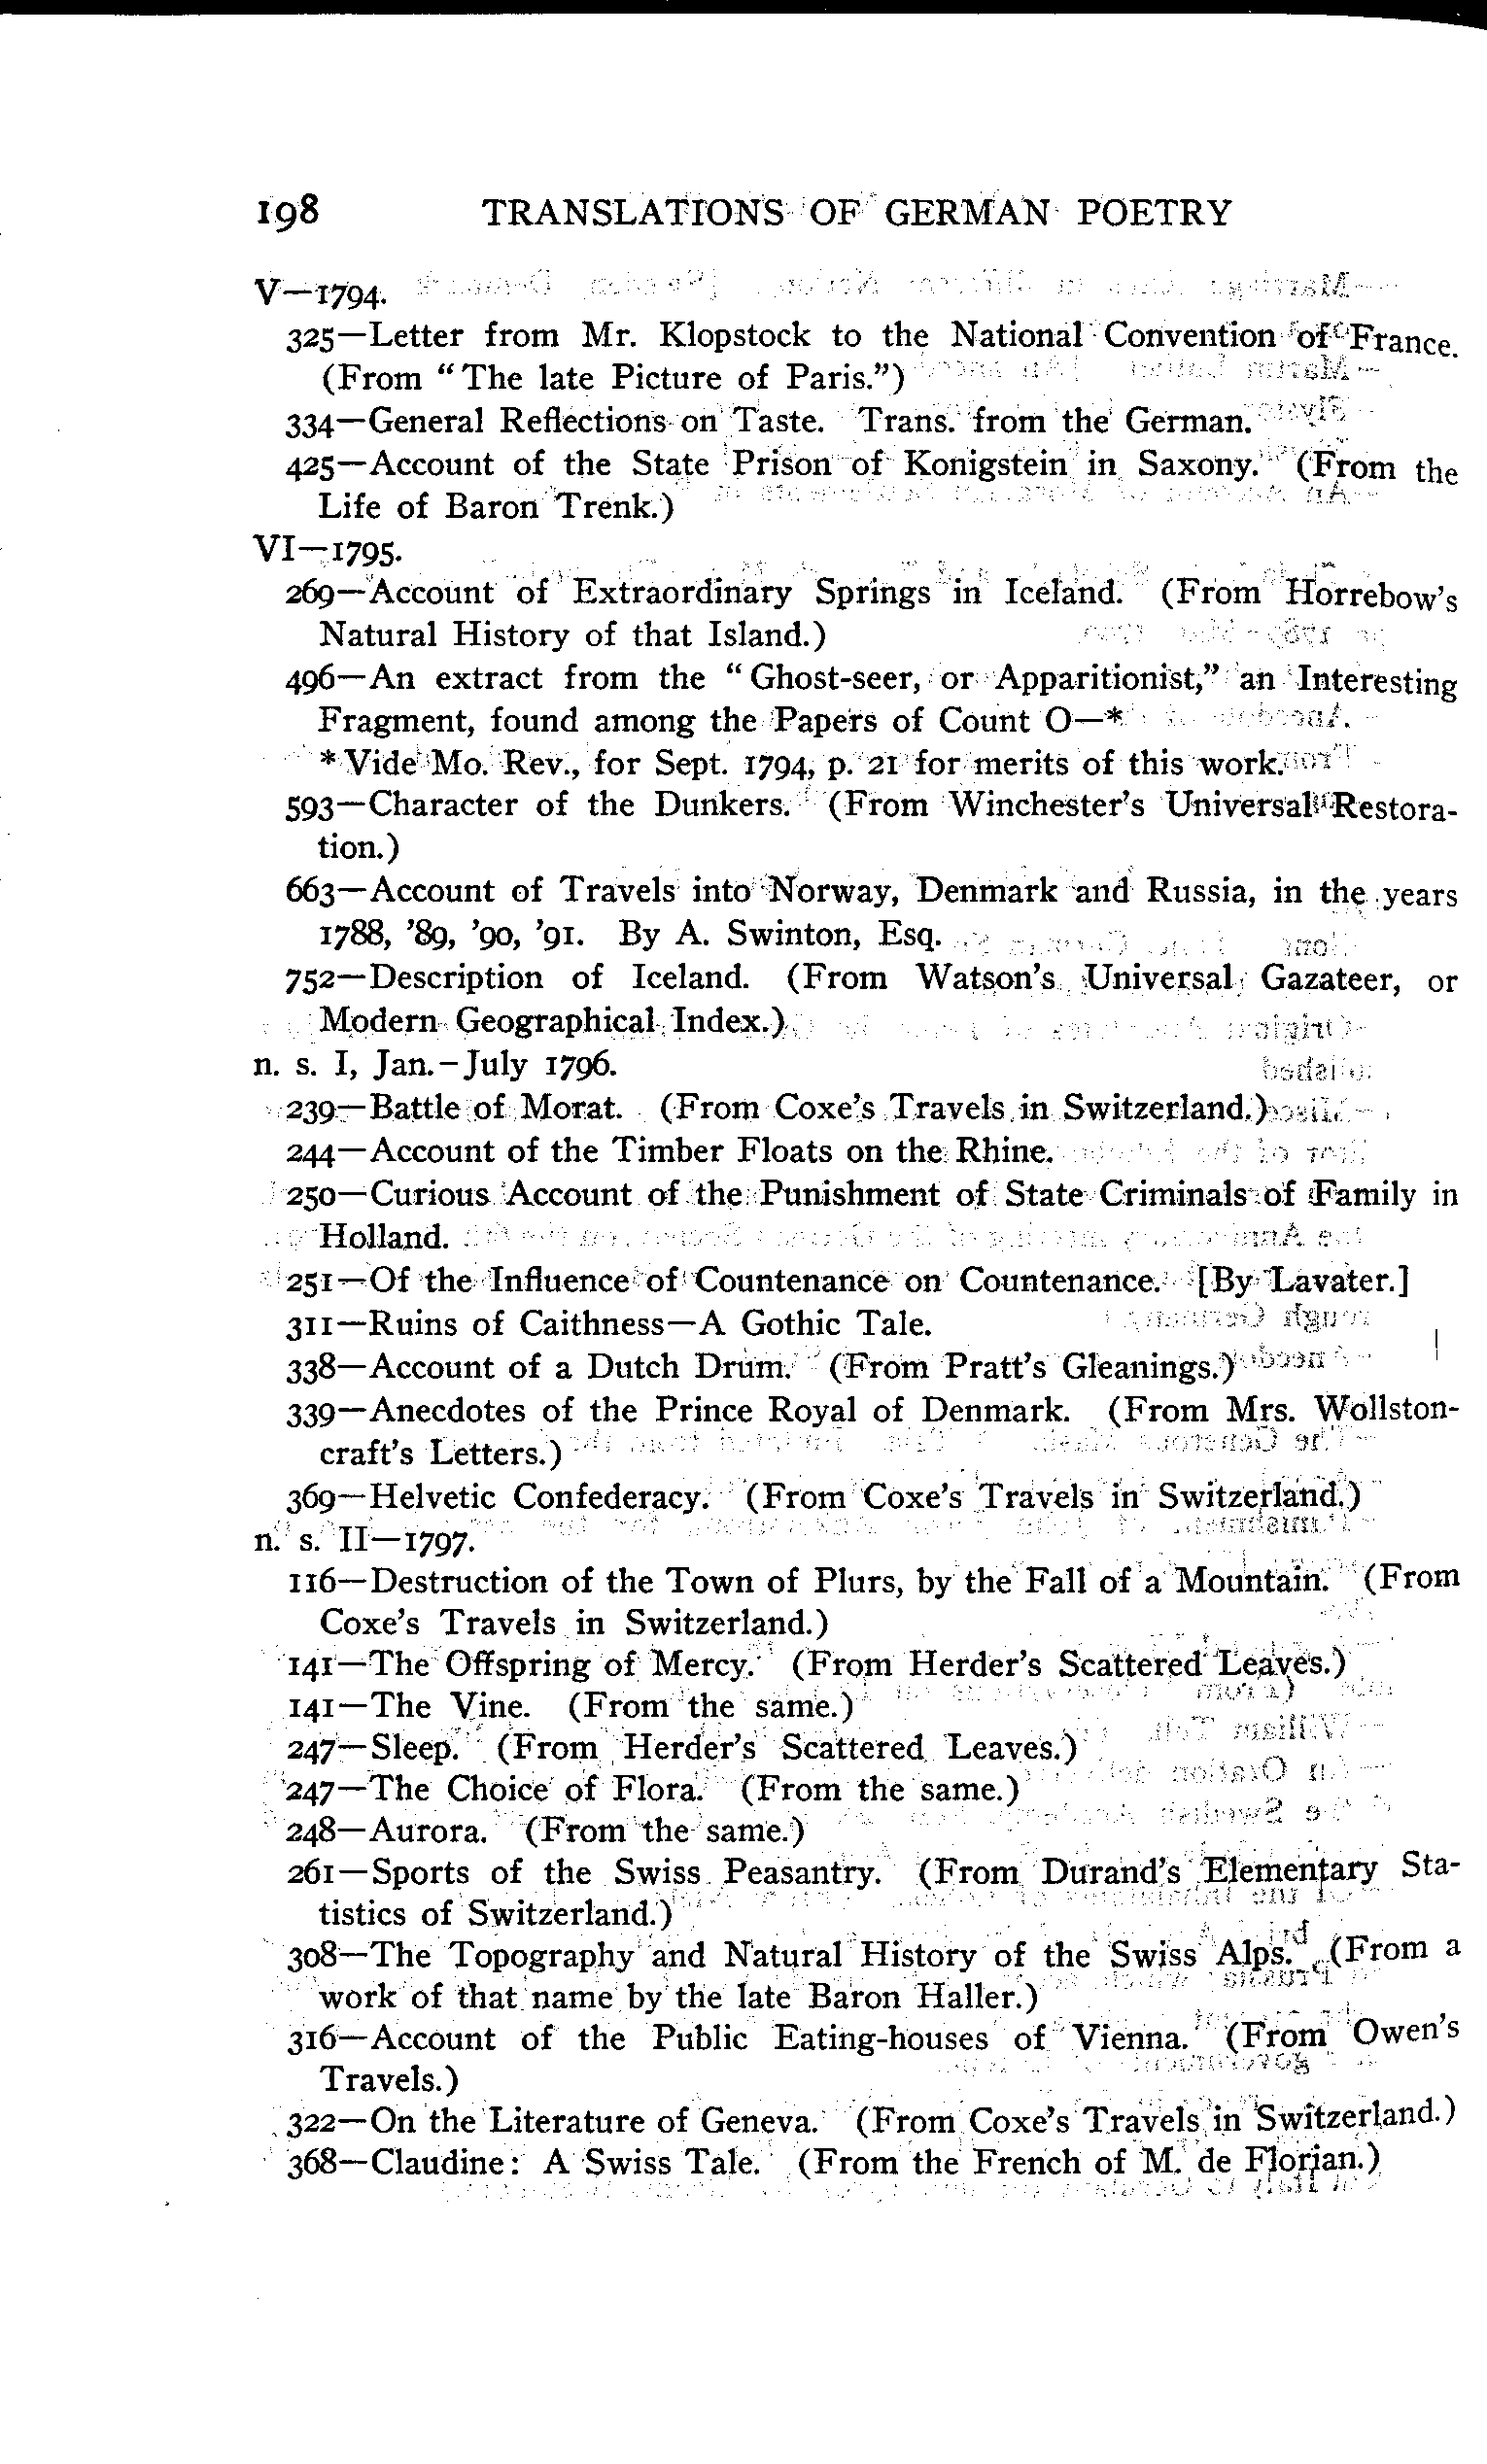 198 TRANSLATIONS OF GERMAN POETRY
V—1794.
325—Letter from Mr. Klopstock to the National Convention of France.
(From "The late Picture of Paris.")
334—General Reflections on Taste. Trans. from the German.
425—Account of the State Prison of Konigstein in Saxony. (From the
Life of Baron Trenk.)
VI—1795.
269—Account of Extraordinary Springs in Iceland. (From Horrebow's
Natural History of that Island.)
496—An extract from the "Ghost-seer, or Apparitionist," an Interesting
Fragment, found among the Papers of Count O—*
* Vide Mo. Rev., for Sept. 1794, p. 21 for merits of this work.
593—Character of the Dunkers. (From Winchester's Universal Restora-
tion.)
663—Account of Travels into Norway, Denmark and Russia, in the years
1788, '89, '90, '91. By A. Swinton, Esq.
752—Description of Iceland. (From Watson's Universal Gazateer, or
Modern Geographical Index.)
n. s. I, Jan.-July 1796.
239—Battle of Morat. (From Coxe's Travels in Switzerland.)
244—Account of the Timber Floats on the Rhine.
250—Curious Account of the Punishment of State Criminals of Family in
Holland.
251—Of the Influence of Countenance on Countenance. [By Lavater.]
311—Ruins of Caithness—A Gothic Tale.
338—Account of a Dutch Drum. (From Pratt's Gleanings.)
339—Anecdotes of the Prince Royal of Denmark. (From Mrs. Wollston-
craft's Letters.)
369—Helvetic Confederacy. (From Coxe's Travels in Switzerland.)
n. s. II—1797.
116—Destruction of the Town of Plurs, by the Fall of a Mountain. (From
Coxe's Travels in Switzerland.)
141—The Offspring of Mercy. (From Herder's Scattered Leaves.)
141—The Vine. (From the same.)
247—Sleep. (From Herder's Scattered Leaves.)
247—The Choice of Flora. (From the same.)
248—Aurora. (From the same.)
261—Sports of the Swiss Peasantry. (From Durand's Elementary Sta-
tistics of Switzerland.)
308—The Topography and Natural History of the Swiss Alps. (From a
work of that name by the late Baron Haller.)
316—Account of the Public Eating-houses of Vienna. (From Owen's
Travels.)
322—On the Literature of Geneva. (From Coxe's Travels in Switzerland.)
368—Claudine: A Swiss Tale. (From the French of M. de Florian.)